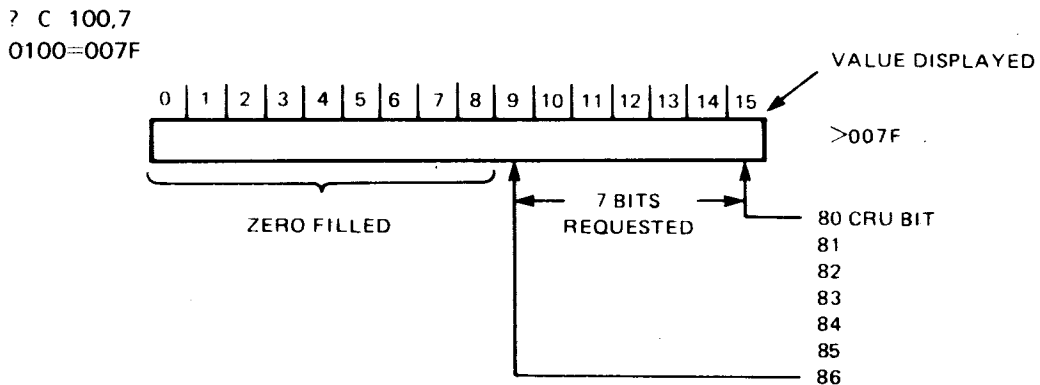 ? C 100,7
0100=007F
VALUE DISPLAYED
0 1 2 3 4 5 6 7 8 9 10 11 12 13 14 15
>007F
7 BITS
REQUESTED
ZERO FILLED
80 CRU BIT
81
82
83
84
85
86